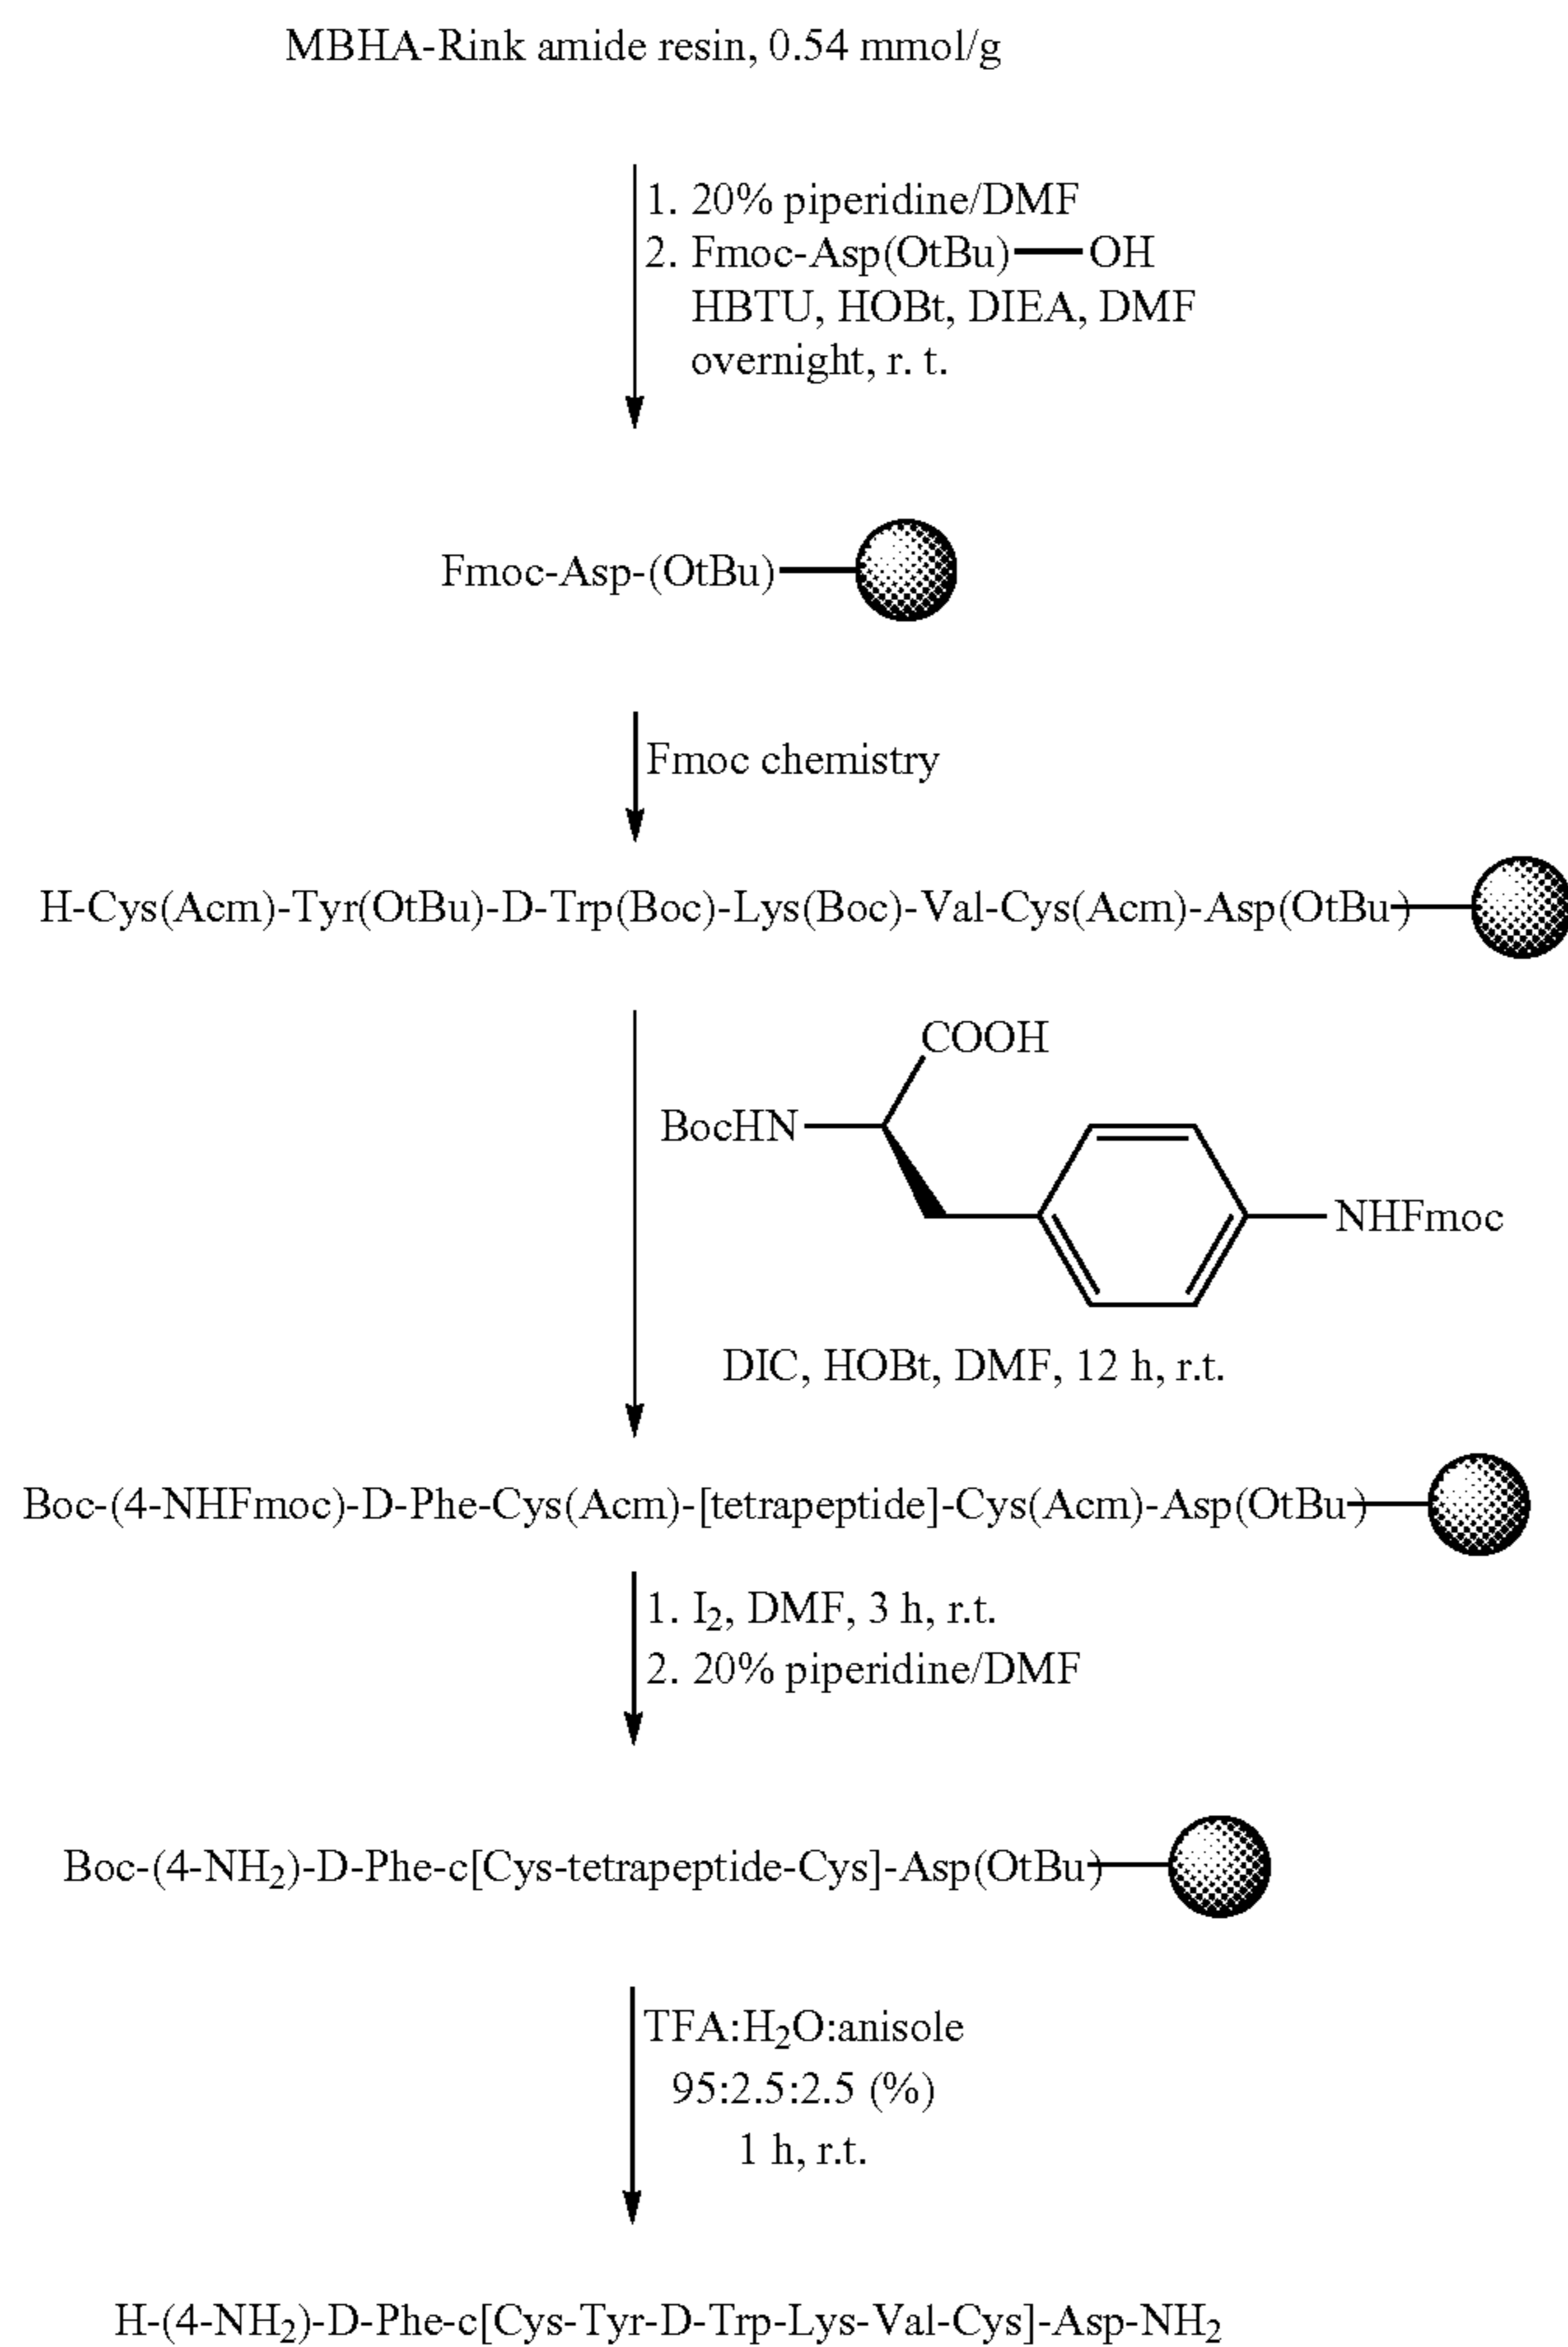 MBHA-Rink amide resin, 0.54 mmol/g
1. 20% piperidine/DMF
2. Fmoc-Asp(OtBu)—OH
HBTU, HOBt, DIEA, DMF
overnight, r. t.
Fmoc-Asp-(OtBu)
Fmoc chemistry
H-Cys(Acm)-Tyr(OtBu)-D-Trp(Boc)-Lys(Boc)-Val-Cys(Acm)-Asp(OtBu)
COOH
BocHN
NHFmoc
DIC, HOBt, DMF, 12 h, r.t.
Boc-(4-NHFmoc)-D-Phe-Cys(Acm)-[tetrapeptide]-Cys(Acm)-Asp(OtBu)
1. I2, DMF, 3 h, r.t.
2. 20% piperidine/DMF
Boc-(4-NH2)-D-Phe-c[Cys-tetrapeptide-Cys]-Asp(OtBu)
TFA:H2O:anisole
95:2.5:2.5 (%)
1 h, r.t.
H-(4-NH2)-D-Phe-c[Cys-Tyr-D-Trp-Lys-Val-Cys]-Asp-NH2